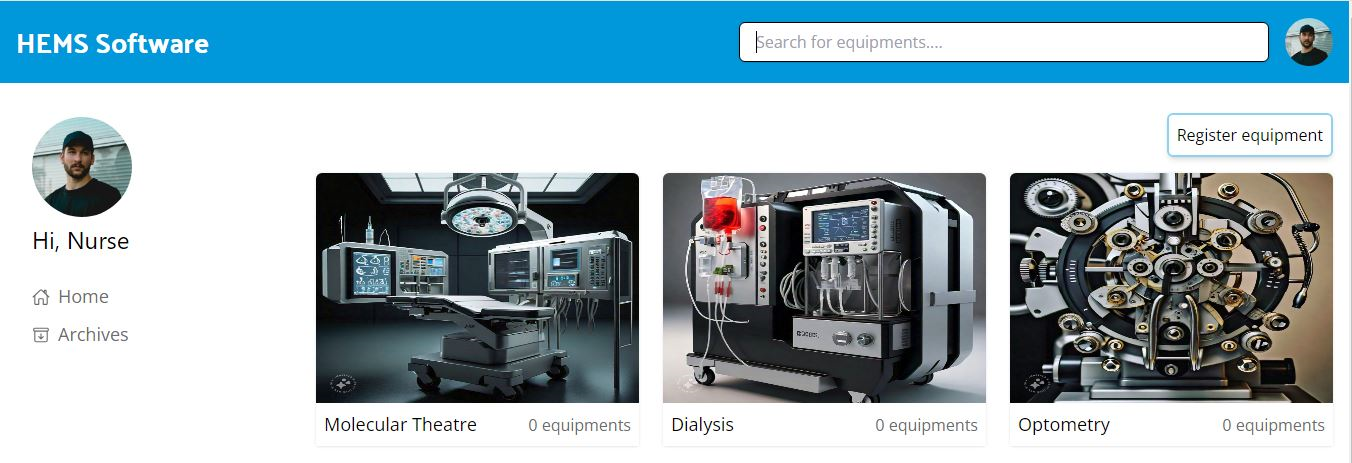 HEMS Software
Search for equipments....
Register equipment
Hi, Nurse
Home
Archives
Molecular Theatre
0 equipments
Dialysis
0 equipments
Optometry
0 equipments